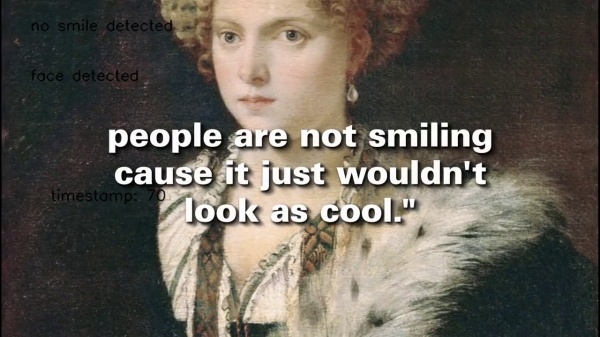 no smile detected
face detected
people are not smiling
cause it just wouldn't
timestamp: 70
look as cool."